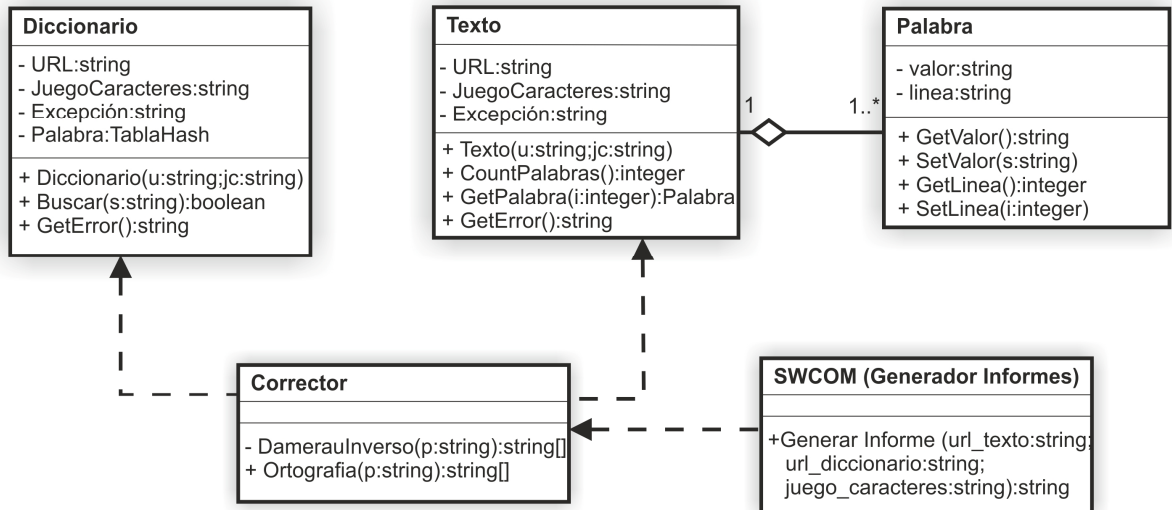 Diccionario
- URL:string
- JuegoCaracteres:string
- Excepción:string
- Palabra:TablaHash
+ Diccionario(u:string;jc:string)
+ Buscar(s:string):boolean
+ GetError():string
Texto
- URL:string
- JuegoCaracteres:string
- Excepción:string
+ Texto(u:string;jc:string)
+ CountPalabras():integer
+ GetPalabra(i:integer):Palabra
+ GetError():string
1
1..*
Palabra
- valor:string
- linea:string
+ GetValor():string
+ SetValor(s:string)
+ GetLinea():integer
+ SetLinea(i:integer)
Corrector
- DamerauInverso(p:string):string[]
+ Ortografia(p:string):string[]
SWCOM (Generador Informes)
+Generar Informe (url_texto:string;
url_diccionario:string;
juego_caracteres:string):string